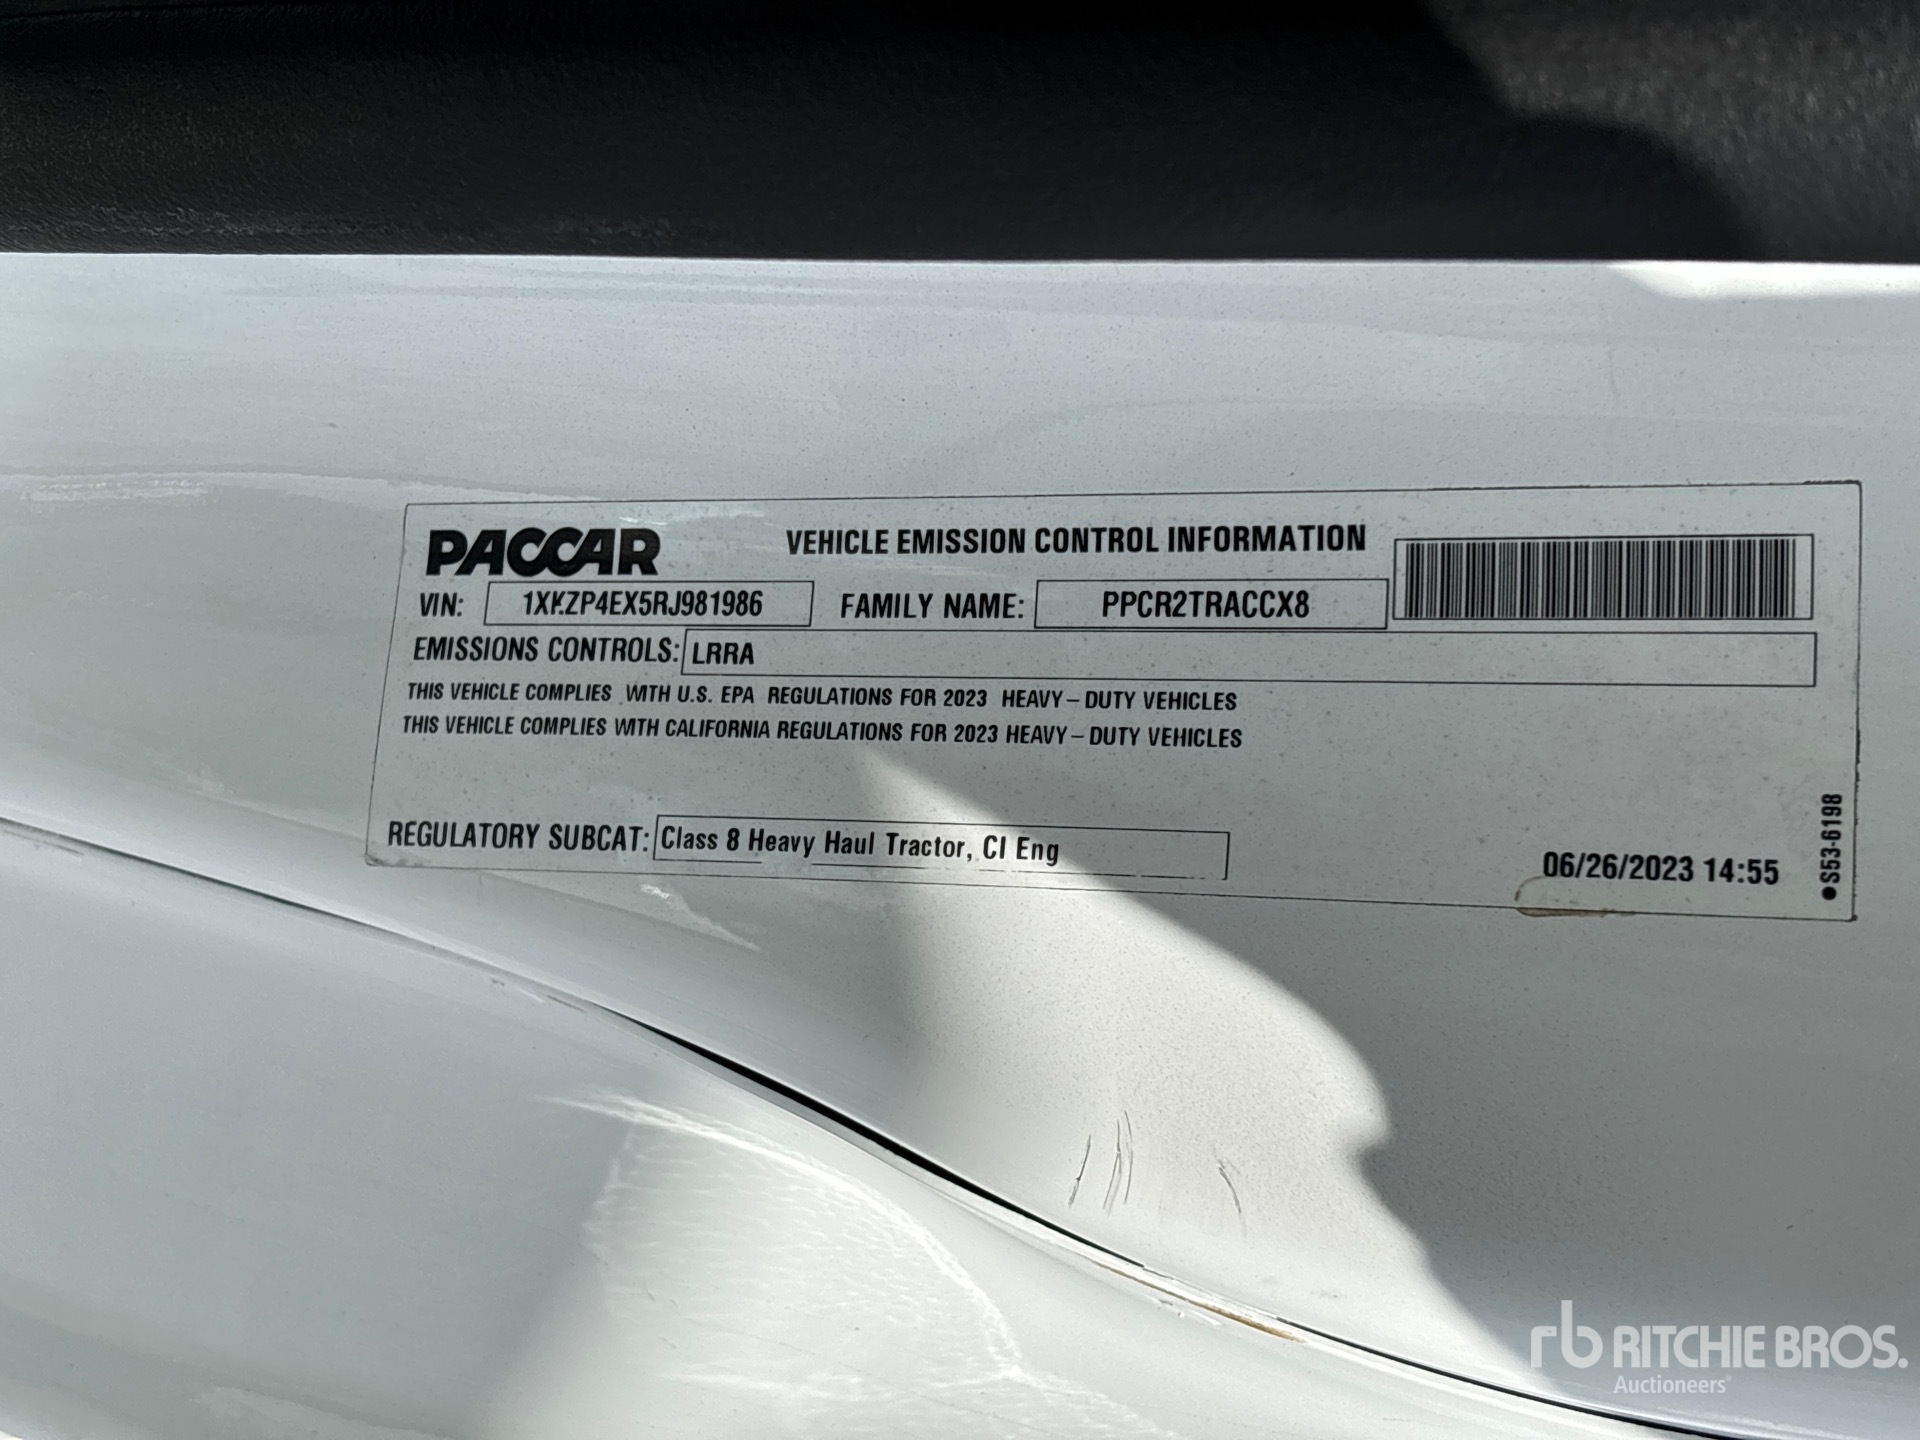 PACCAR VEHICLE EMISSION CONTROL INFORMATION
VIN: 1XKZP4EX5RJ981986 FAMILY NAME: PPCR2TRACCX8
EMISSIONS CONTROLS: LRRA
THIS VEHICLE COMPLIES WITH U.S. EPA REGULATIONS FOR 2023 HEAVY-DUTY VEHICLES
THIS VEHICLE COMPLIES WITH CALIFORNIA REGULATIONS FOR 2023 HEAVY-DUTY VEHICLES
REGULATORY SUBCAT: Class 8 Heavy Haul Tractor, CI Eng
06/26/2023 14:55
●S53-6198
rb RITCHIE BROS.
Auctioneers